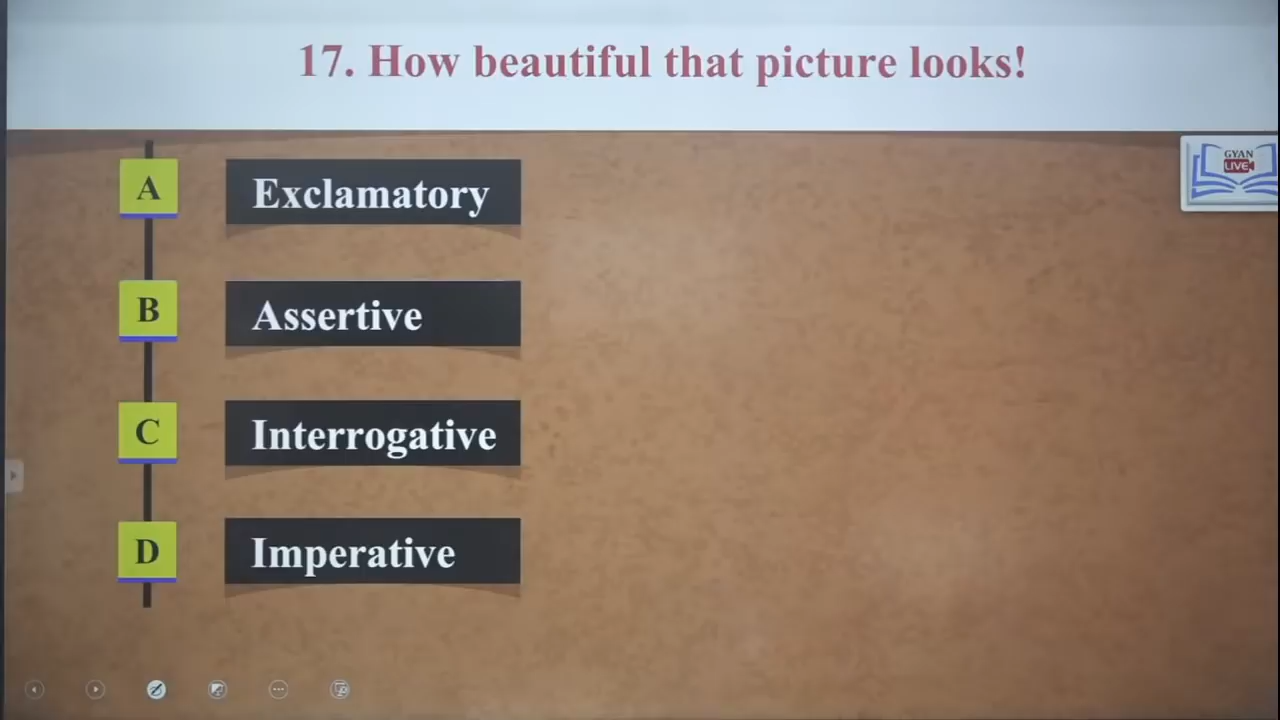 17. How beautiful that picture looks!
GYAN
LIVE
A
Exclamatory
B
Assertive
C
Interrogative
D
Imperative